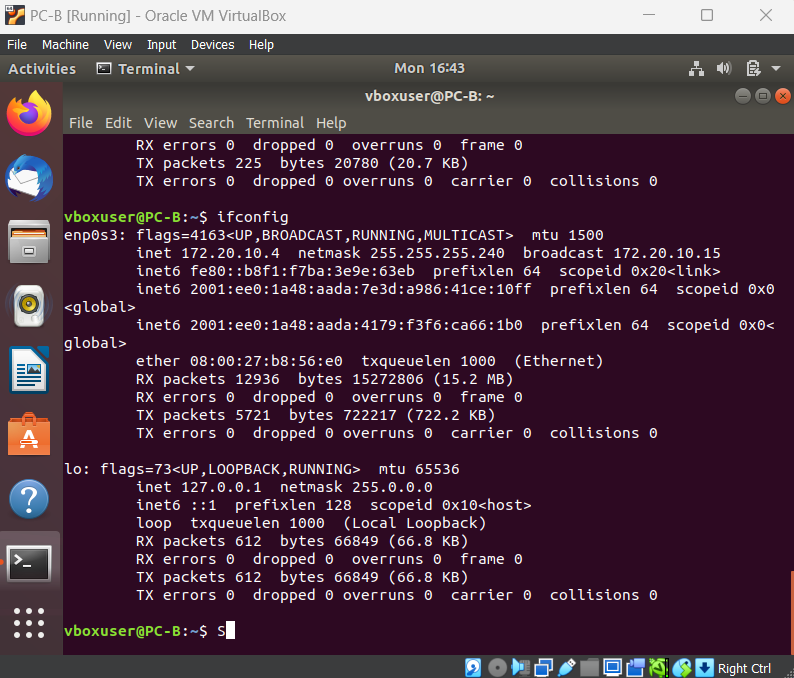 PC-B [Running] - Oracle VM VirtualBox
File Machine View Input Devices Help
Activities Terminal Mon 16:43
vboxuser@PC-B: ~
File Edit View Search Terminal Help
RX errors 0  dropped 0  overruns 0  frame 0
TX packets 225  bytes 20780 (20.7 KB)
TX errors 0  dropped 0 overruns 0  carrier 0  collisions 0
vboxuser@PC-B:~$ ifconfig
enp0s3: flags=4163<UP,BROADCAST,RUNNING,MULTICAST>  mtu 1500
inet 172.20.10.4  netmask 255.255.255.240  broadcast 172.20.10.15
inet6 fe80::b8f1:f7ba:3e9e:63eb  prefixlen 64  scopeid 0x20<link>
inet6 2001:ee0:1a48:aada:7e3d:a986:41ce:10ff  prefixlen 64  scopeid 0x0
<global>
inet6 2001:ee0:1a48:aada:4179:f3f6:ca66:1b0  prefixlen 64  scopeid 0x0<
global>
ether 08:00:27:b8:56:e0  txqueuelen 1000  (Ethernet)
RX packets 12936  bytes 15272806 (15.2 MB)
RX errors 0  dropped 0  overruns 0  frame 0
TX packets 5721  bytes 722217 (722.2 KB)
TX errors 0  dropped 0 overruns 0  carrier 0  collisions 0
lo: flags=73<UP,LOOPBACK,RUNNING>  mtu 65536
inet 127.0.0.1  netmask 255.0.0.0
inet6 ::1  prefixlen 128  scopeid 0x10<host>
loop  txqueuelen 1000  (Local Loopback)
RX packets 612  bytes 66849 (66.8 KB)
RX errors 0  dropped 0  overruns 0  frame 0
TX packets 612  bytes 66849 (66.8 KB)
TX errors 0  dropped 0 overruns 0  carrier 0  collisions 0
vboxuser@PC-B:~$ S
Right Ctrl